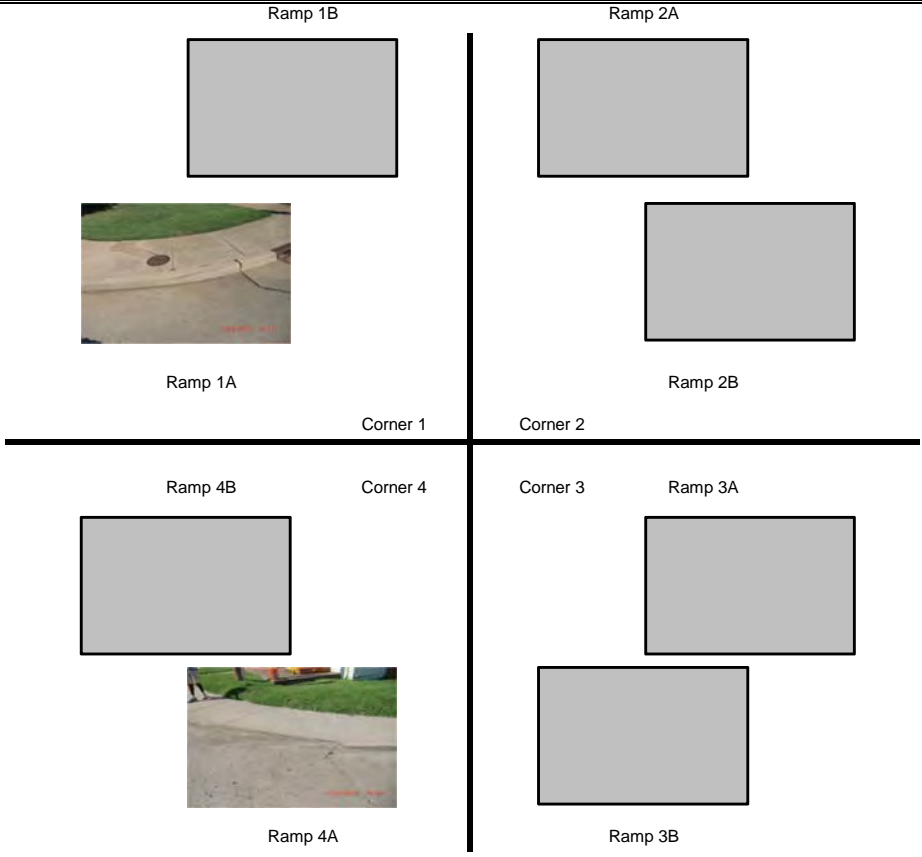 Ramp 1B Ramp 2A
Ramp 1A Ramp 2B
Corner 1 Corner 2
Ramp 4B Corner 4 Corner 3 Ramp 3A
Ramp 4A Ramp 3B